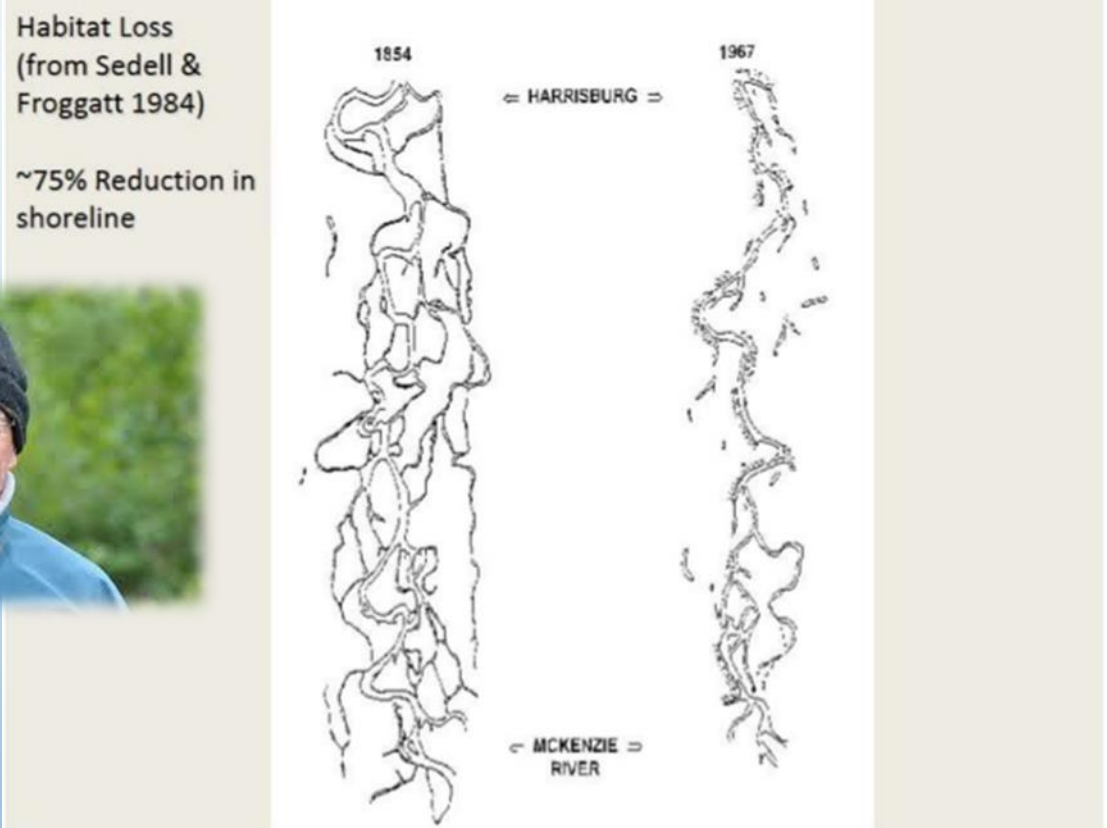 Habitat Loss
(from Sedell &
Froggatt 1984)
~75% Reduction in
shoreline
1854
1967
⇐ HARRISBURG ⇒
⊂ MCKENZIE ⊃
RIVER